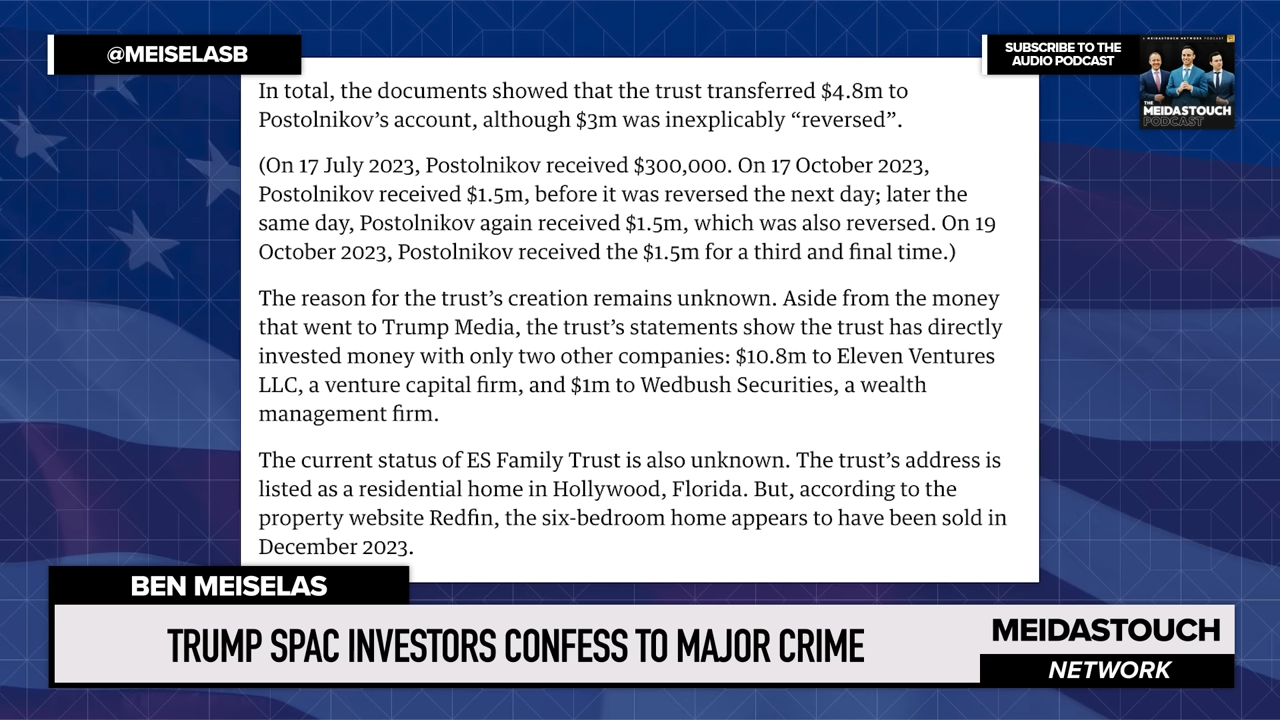 @MEISELASB
SUBSCRIBE TO THE
AUDIO PODCAST
THE
MEIDASTOUCH
PODCAST
In total, the documents showed that the trust transferred $4.8m to
Postolnikov’s account, although $3m was inexplicably “reversed”.
(On 17 July 2023, Postolnikov received $300,000. On 17 October 2023,
Postolnikov received $1.5m, before it was reversed the next day; later the
same day, Postolnikov again received $1.5m, which was also reversed. On 19
October 2023, Postolnikov received the $1.5m for a third and final time.)
The reason for the trust’s creation remains unknown. Aside from the money
that went to Trump Media, the trust’s statements show the trust has directly
invested money with only two other companies: $10.8m to Eleven Ventures
LLC, a venture capital firm, and $1m to Wedbush Securities, a wealth
management firm.
The current status of ES Family Trust is also unknown. The trust’s address is
listed as a residential home in Hollywood, Florida. But, according to the
property website Redfin, the six-bedroom home appears to have been sold in
December 2023.
BEN MEISELAS
TRUMP SPAC INVESTORS CONFESS TO MAJOR CRIME
MEIDASTOUCH
NETWORK